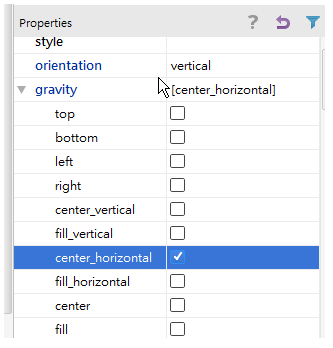 Properties
style
orientation vertical
gravity [center_horizontal]
top
bottom
left
right
center_vertical
fill_vertical
center_horizontal
fill_horizontal
center
fill